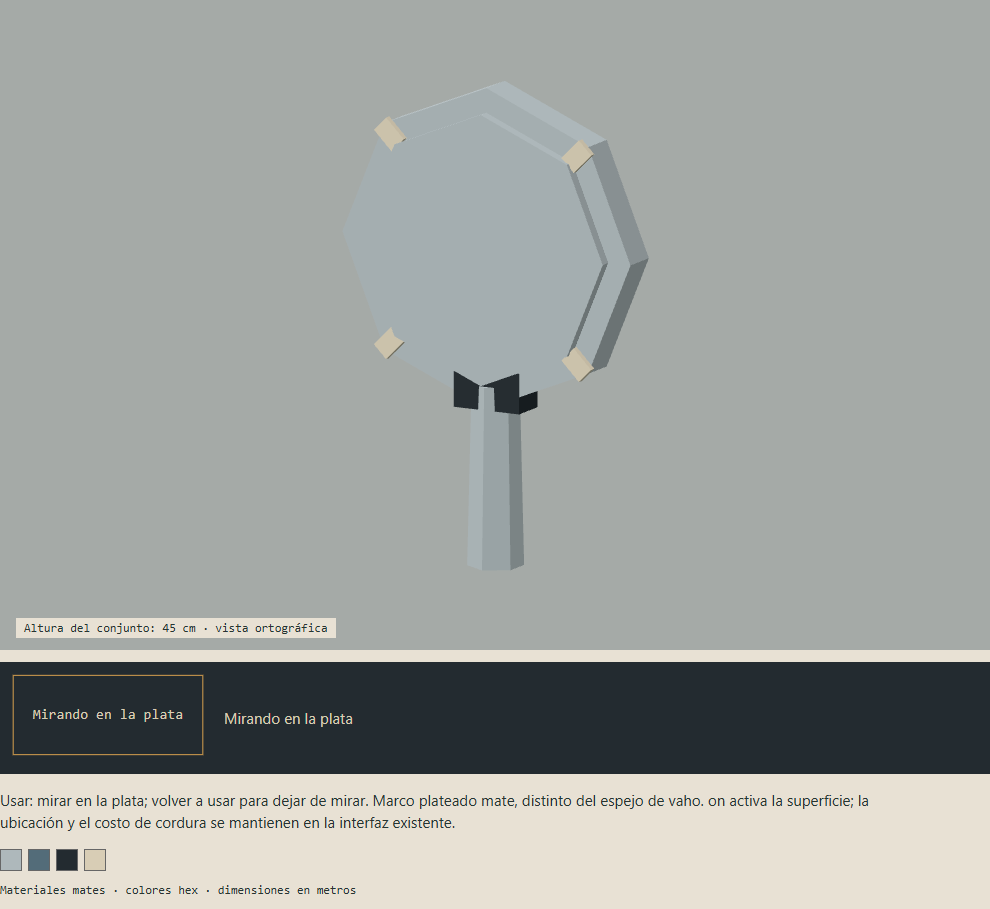 Altura del conjunto: 45 cm · vista ortográfica
Mirando en la plata
Mirando en la plata
Usar: mirar en la plata; volver a usar para dejar de mirar. Marco plateado mate, distinto del espejo de vaho. on activa la superficie; la
ubicación y el costo de cordura se mantienen en la interfaz existente.
Materiales mates · colores hex · dimensiones en metros